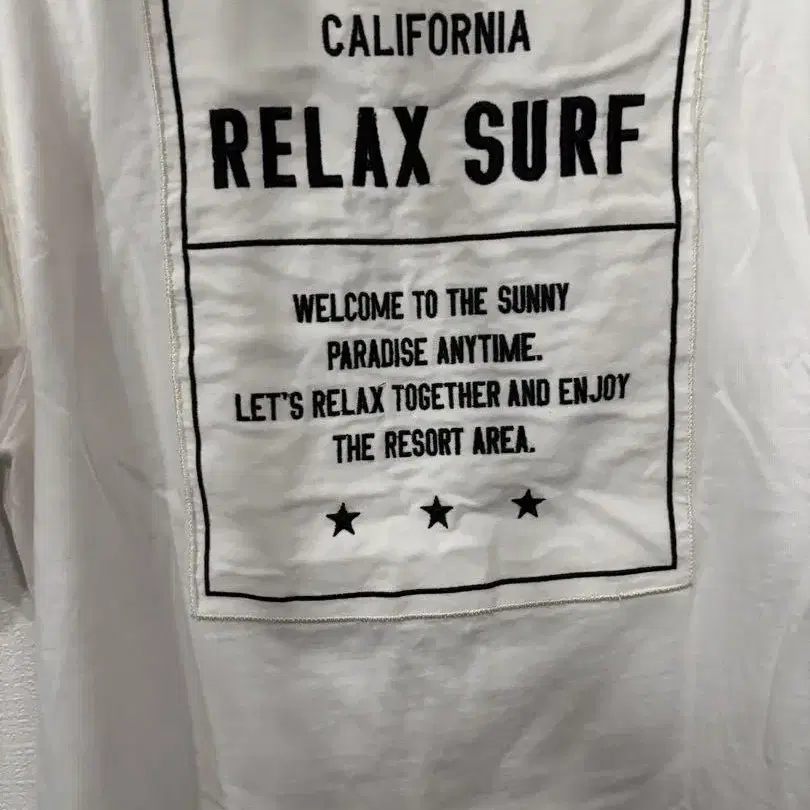 CALIFORNIA
RELAX SURF
WELCOME TO THE SUNNY
PARADISE ANYTIME.
LET'S RELAX TOGETHER AND ENJOY
THE RESORT AREA.